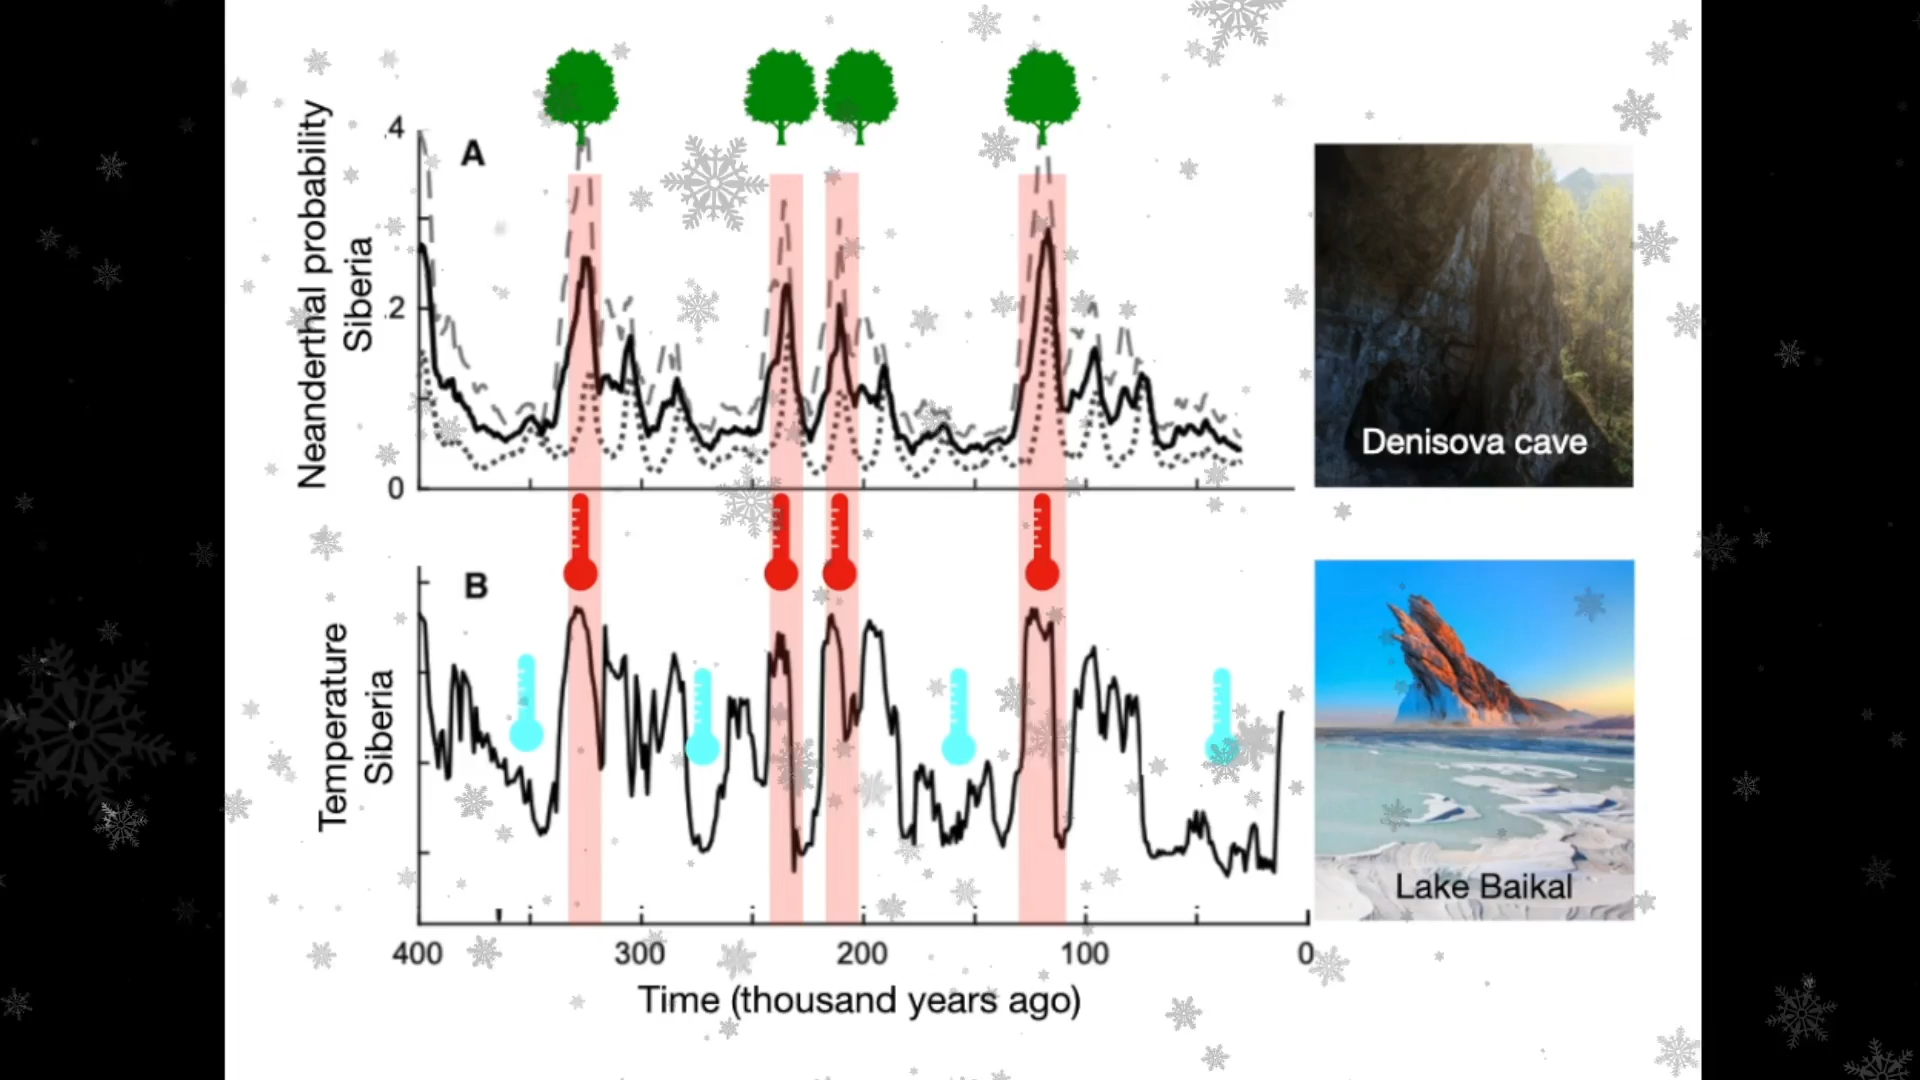 Neanderthal probability
Siberia
.4
.2
0
A
Denisova cave
Temperature
Siberia
B
Lake Baikal
400
300
200
100
0
Time (thousand years ago)